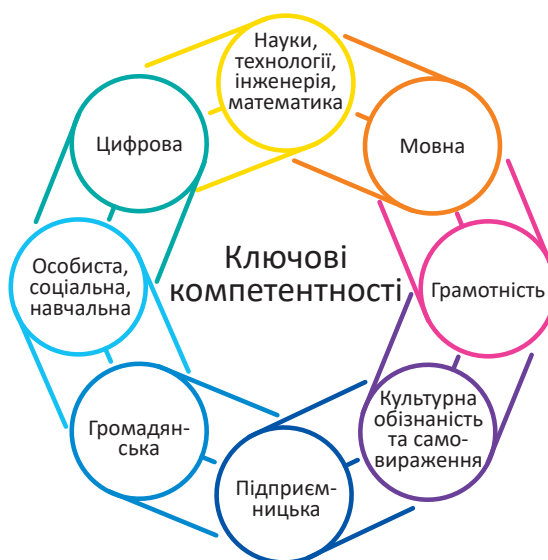 Науки,
технології,
інженерія,
математика
Мовна
Грамотність
Культурна
обізнаність
та само-
вираження
Підприєм-
ницька
Громадян-
ська
Особиста,
соціальна,
навчальна
Цифрова
Ключові
компетентності